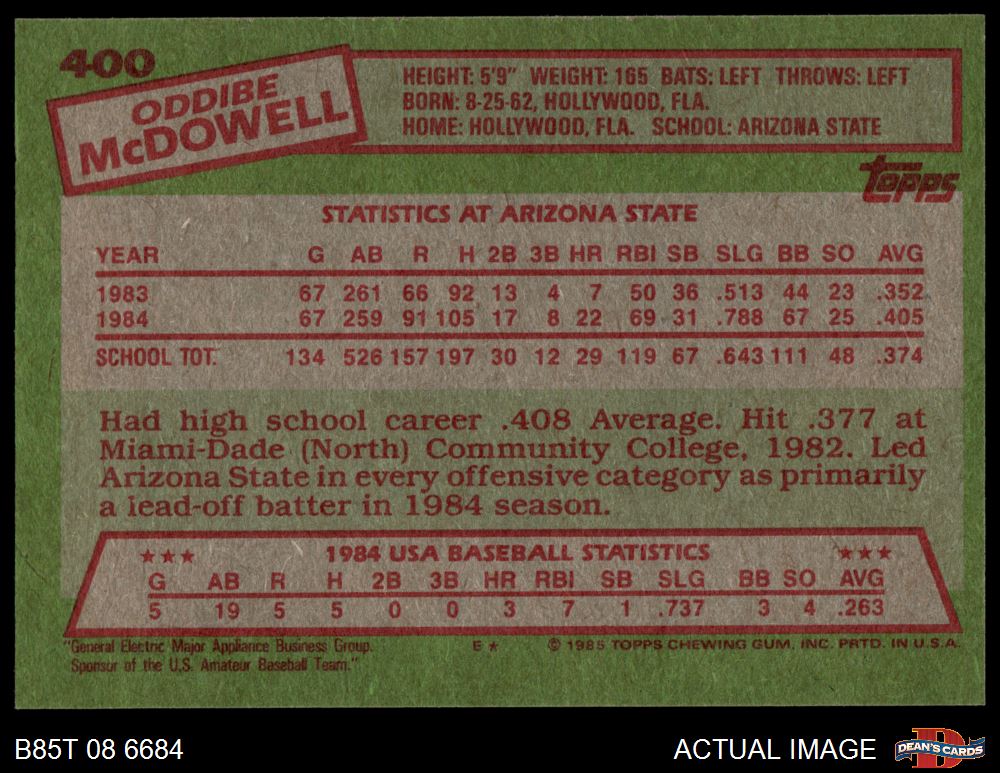 400
ODDIBE
McDOWELL
HEIGHT: 5'9" WEIGHT: 165 BATS: LEFT THROWS: LEFT
BORN: 8-25-62, HOLLYWOOD, FLA.
HOME: HOLLYWOOD, FLA. SCHOOL: ARIZONA STATE
topps
STATISTICS AT ARIZONA STATE
YEAR G AB R H 2B 3B HR RBI SB SLG BB SO AVG
1983 67 261 66 92 13 4 7 50 36 .513 44 23 .352
1984 67 259 91 105 17 8 22 69 31 .788 67 25 .405
SCHOOL TOT. 134 526 157 197 30 12 29 119 67 .643 111 48 .374
Had high school career .408 Average. Hit .377 at
Miami-Dade (North) Community College, 1982. Led
Arizona State in every offensive category as primarily
a lead-off batter in 1984 season.
★★★ 1984 USA BASEBALL STATISTICS ★★★
G AB R H 2B 3B HR RBI SB SLG BB SO AVG
5 19 5 5 0 0 3 7 1 .737 3 4 .263
"General Electric Major Appliance Business Group.
Sponsor of the U.S. Amateur Baseball Team."
E ★ © 1985 TOPPS CHEWING GUM, INC. PRTD. IN U.S.A.
B85T 08 6684
ACTUAL IMAGE
DEAN'S CARDS